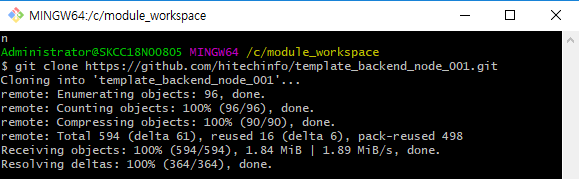 MINGW64:/c/module_workspace
n
Administrator@SKCC18N00805 MINGW64 /c/module_workspace
$ git clone https://github.com/hitechinfo/template_backend_node_001.git
Cloning into 'template_backend_node_001'...
remote: Enumerating objects: 96, done.
remote: Counting objects: 100% (96/96), done.
remote: Compressing objects: 100% (90/90), done.
remote: Total 594 (delta 61), reused 16 (delta 6), pack-reused 498
Receiving objects: 100% (594/594), 1.84 MiB | 1.89 MiB/s, done.
Resolving deltas: 100% (364/364), done.